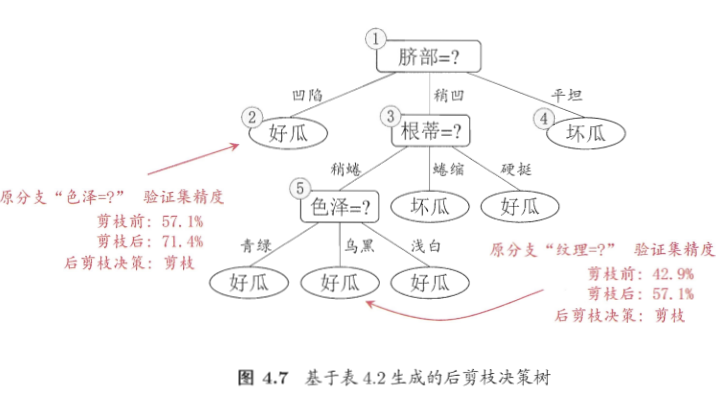 ①
脐部=?
凹陷
稍凹
平坦
②
好瓜
③
根蒂=?
④
坏瓜
稍蜷
蜷缩
硬挺
⑤
色泽=?
坏瓜
好瓜
原分支“色泽=?” 验证集精度
剪枝前: 57.1%
剪枝后: 71.4%
后剪枝决策: 剪枝
青绿
乌黑
浅白
好瓜
好瓜
好瓜
原分支“纹理=?” 验证集精度
剪枝前: 42.9%
剪枝后: 57.1%
后剪枝决策: 剪枝
图 4.7 基于表 4.2 生成的后剪枝决策树